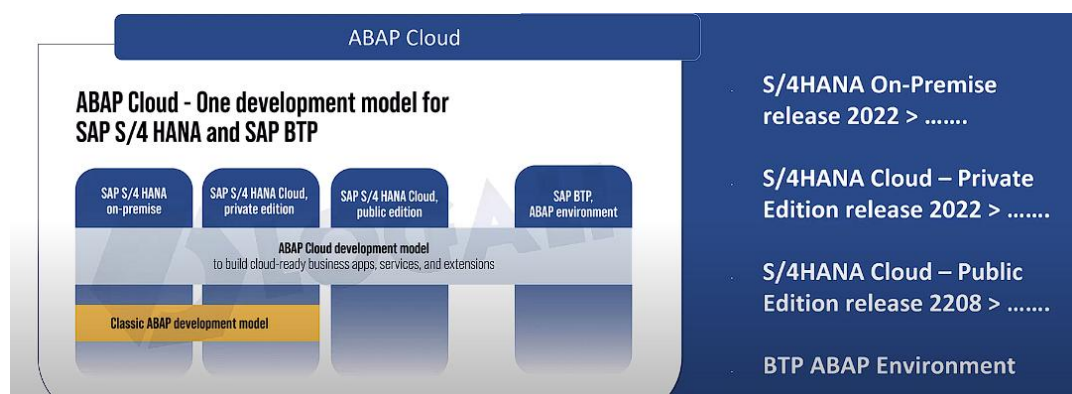 ABAP Cloud
ABAP Cloud - One development model for
SAP S/4 HANA and SAP BTP
SAP S/4 HANA
on-premise
SAP S/4 HANA Cloud,
private edition
SAP S/4 HANA Cloud,
public edition
SAP BTP,
ABAP environment
ABAP Cloud development model
to build cloud-ready business apps, services, and extensions
Classic ABAP development model
S/4HANA On-Premise
release 2022 > .......
S/4HANA Cloud – Private
Edition release 2022 > .......
S/4HANA Cloud – Public
Edition release 2208 > .......
BTP ABAP Environment